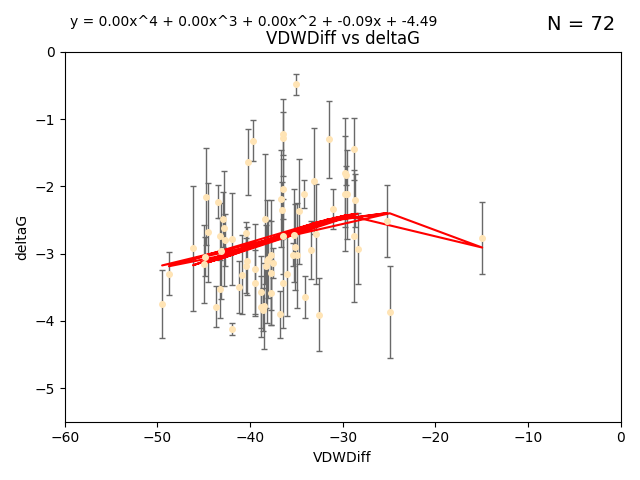 y = 0.00x^4 + 0.00x^3 + 0.00x^2 + -0.09x + -4.49
N = 72
VDWDiff vs deltaG
0
−1
−2
−3
−4
−5
deltaG
−60 −50 −40 −30 −20 −10 0
VDWDiff